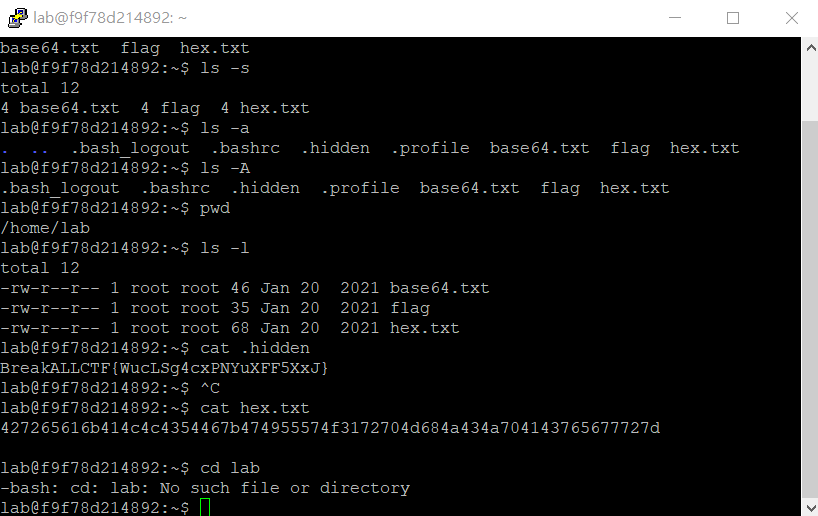 lab@f9f78d214892: ~
base64.txt  flag  hex.txt
lab@f9f78d214892:~$ ls -s
total 12
4 base64.txt  4 flag  4 hex.txt
lab@f9f78d214892:~$ ls -a
.  ..  .bash_logout  .bashrc  .hidden  .profile  base64.txt  flag  hex.txt
lab@f9f78d214892:~$ ls -A
.bash_logout  .bashrc  .hidden  .profile  base64.txt  flag  hex.txt
lab@f9f78d214892:~$ pwd
/home/lab
lab@f9f78d214892:~$ ls -l
total 12
-rw-r--r-- 1 root root 46 Jan 20  2021 base64.txt
-rw-r--r-- 1 root root 35 Jan 20  2021 flag
-rw-r--r-- 1 root root 68 Jan 20  2021 hex.txt
lab@f9f78d214892:~$ cat .hidden
BreakALLCTF{WucLSg4cxPNYuXFF5XxJ}
lab@f9f78d214892:~$ ^C
lab@f9f78d214892:~$ cat hex.txt
427265616b414c4c4354467b474955574f3172704d684a434a704143765677727d
lab@f9f78d214892:~$ cd lab
-bash: cd: lab: No such file or directory
lab@f9f78d214892:~$